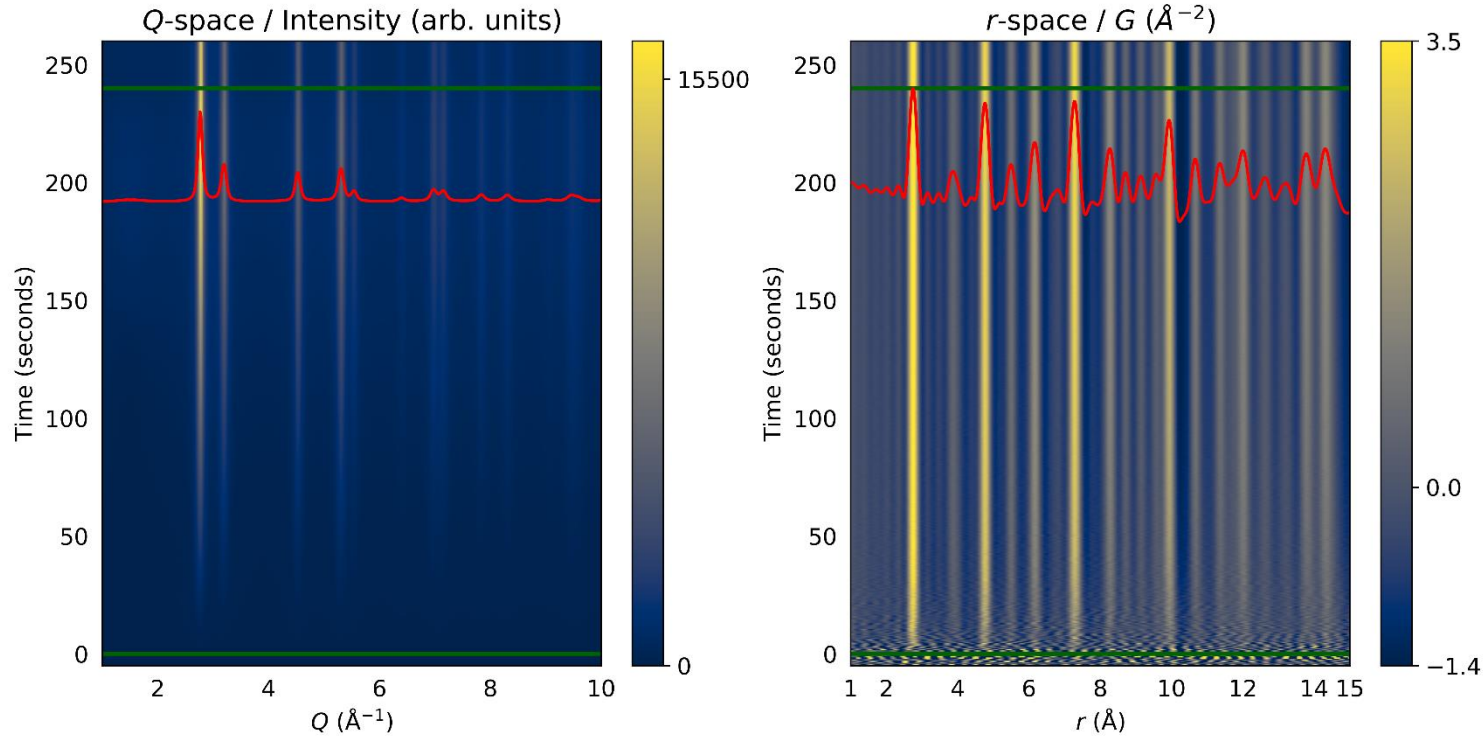 Q-space / Intensity (arb. units)
250
200
150
100
50
0
Time (seconds)
2 4 6 8 10
Q (Å⁻¹)
15500
0
r-space / G (Å⁻²)
250
200
150
100
50
0
Time (seconds)
1 2 4 6 8 10 12 14 15
r (Å)
3.5
0.0
−1.4